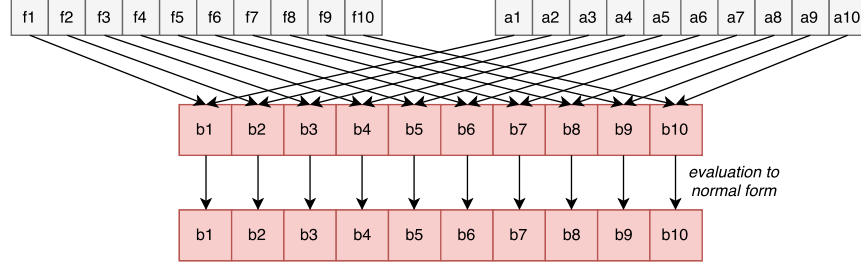 f1 f2 f3 f4 f5 f6 f7 f8 f9 f10 a1 a2 a3 a4 a5 a6 a7 a8 a9 a10
b1 b2 b3 b4 b5 b6 b7 b8 b9 b10
evaluation to
normal form
b1 b2 b3 b4 b5 b6 b7 b8 b9 b10